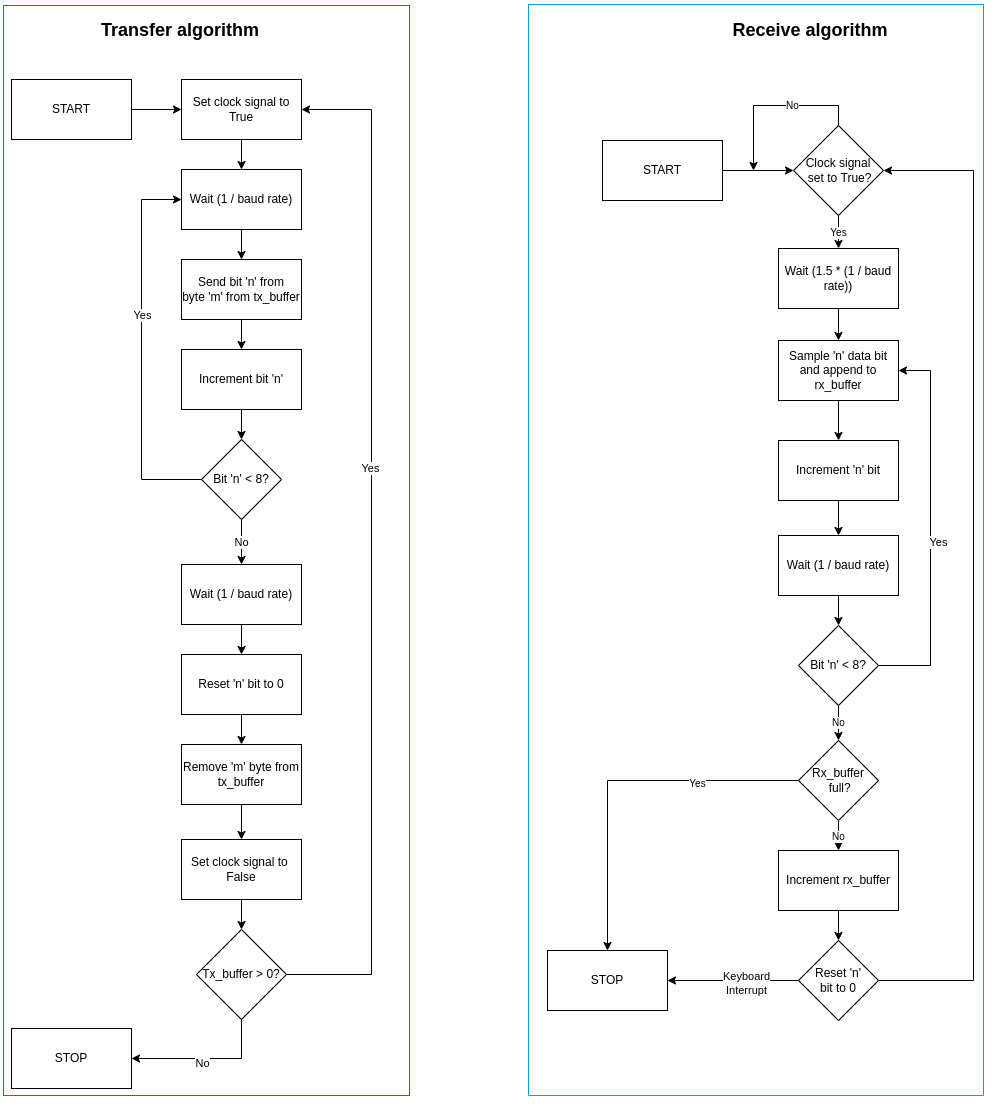 Transfer algorithm
START
Set clock signal to
True
Wait (1 / baud rate)
Send bit 'n' from
byte 'm' from tx_buffer
Yes
Increment bit 'n'
Bit 'n' < 8?
Yes
No
Wait (1 / baud rate)
Reset 'n' bit to 0
Remove 'm' byte from
tx_buffer
Set clock signal to
False
Tx_buffer > 0?
STOP
No
Receive algorithm
No
START
Clock signal
set to True?
Yes
Wait (1.5 * (1 / baud
rate))
Sample 'n' data bit
and append to
rx_buffer
Increment 'n' bit
Yes
Wait (1 / baud rate)
Bit 'n' < 8?
No
Rx_buffer
full?
Yes
No
Increment rx_buffer
Reset 'n'
bit to 0
Keyboard
Interrupt
STOP